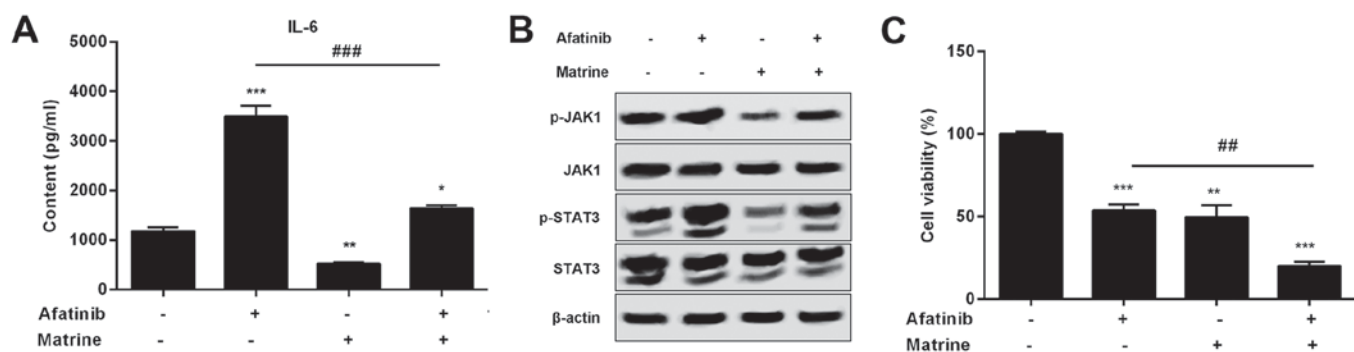 A
IL-6
5000
4000
3000
2000
1000
0
Content (pg/ml)
***
###
**
*
Afatinib - + - +
Matrine - - + +
B
Afatinib - + - +
Matrine - - + +
p-JAK1
JAK1
p-STAT3
STAT3
β-actin
C
150
100
50
0
Cell viability (%)
##
***
**
***
Afatinib - + - +
Matrine - - + +